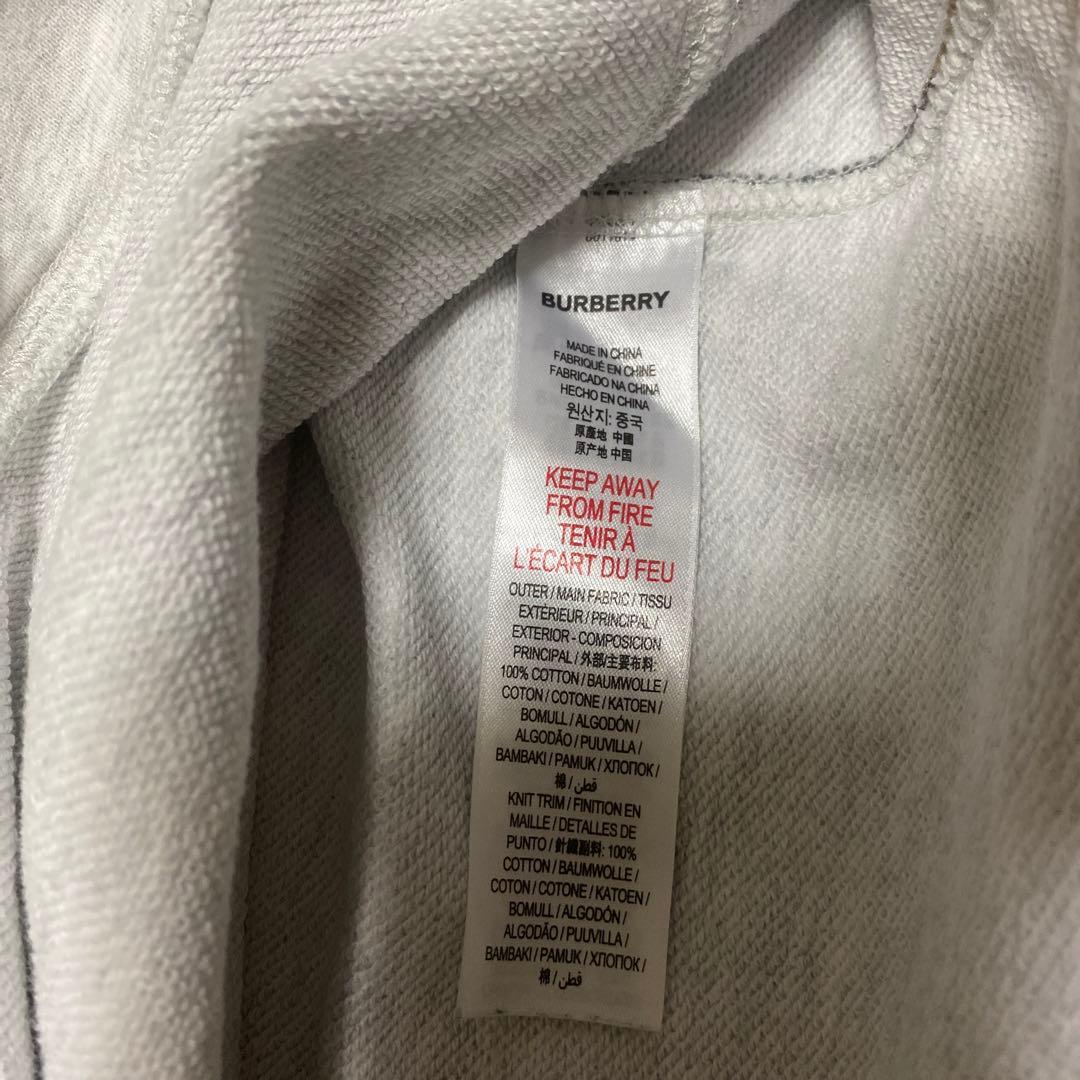 BURBERRY
MADE IN CHINA
FABRIQUÉ EN CHINE
FABRICADO NA CHINA
HECHO EN CHINA
원산지: 중국
原產地 中國
原产地 中国
KEEP AWAY
FROM FIRE
TENIR À
L'ÉCART DU FEU
OUTER / MAIN FABRIC / TISSU
EXTÉRIEUR / PRINCIPAL /
EXTERIOR - COMPOSICION
PRINCIPAL / 外部/主要布料:
100% COTTON / BAUMWOLLE /
COTON / COTONE / KATOEN /
BOMULL / ALGODÓN /
ALGODÃO / PUUVILLA /
BAMBAKI / PAMUK / ХЛОПОК /
棉 / قطن
KNIT TRIM / FINITION EN
MAILLE / DETALLES DE
PUNTO / 針織副料: 100%
COTTON / BAUMWOLLE /
COTON / COTONE / KATOEN /
BOMULL / ALGODÓN /
ALGODÃO / PUUVILLA /
BAMBAKI / PAMUK / ХЛОПОК /
棉 / قطن